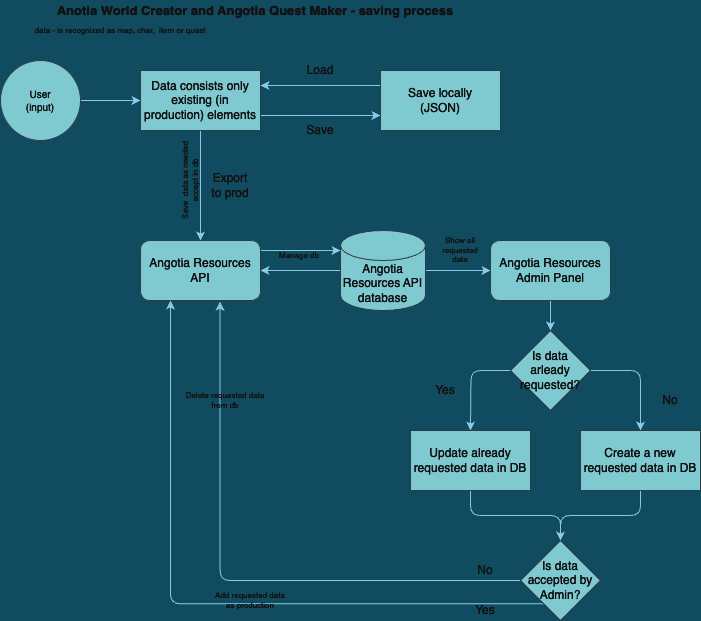 Anotia World Creator and Angotia Quest Maker - saving process
data - is recognized as map, char, item or quest
User
(input)
Data consists only
existing (in
production) elements
Load
Save
Save locally
(JSON)
Save data as needed
accept in db
Export
to prod
Angotia Resources
API
Manage db
Angotia
Resources API
database
Show all
requested
data
Angotia Resources
Admin Panel
Is data
arleady
requested?
Yes
No
Update already
requested data in DB
Create a new
requested data in DB
Delete requested data
from db
Is data
accepted by
Admin?
No
Add requested data
as production
Yes